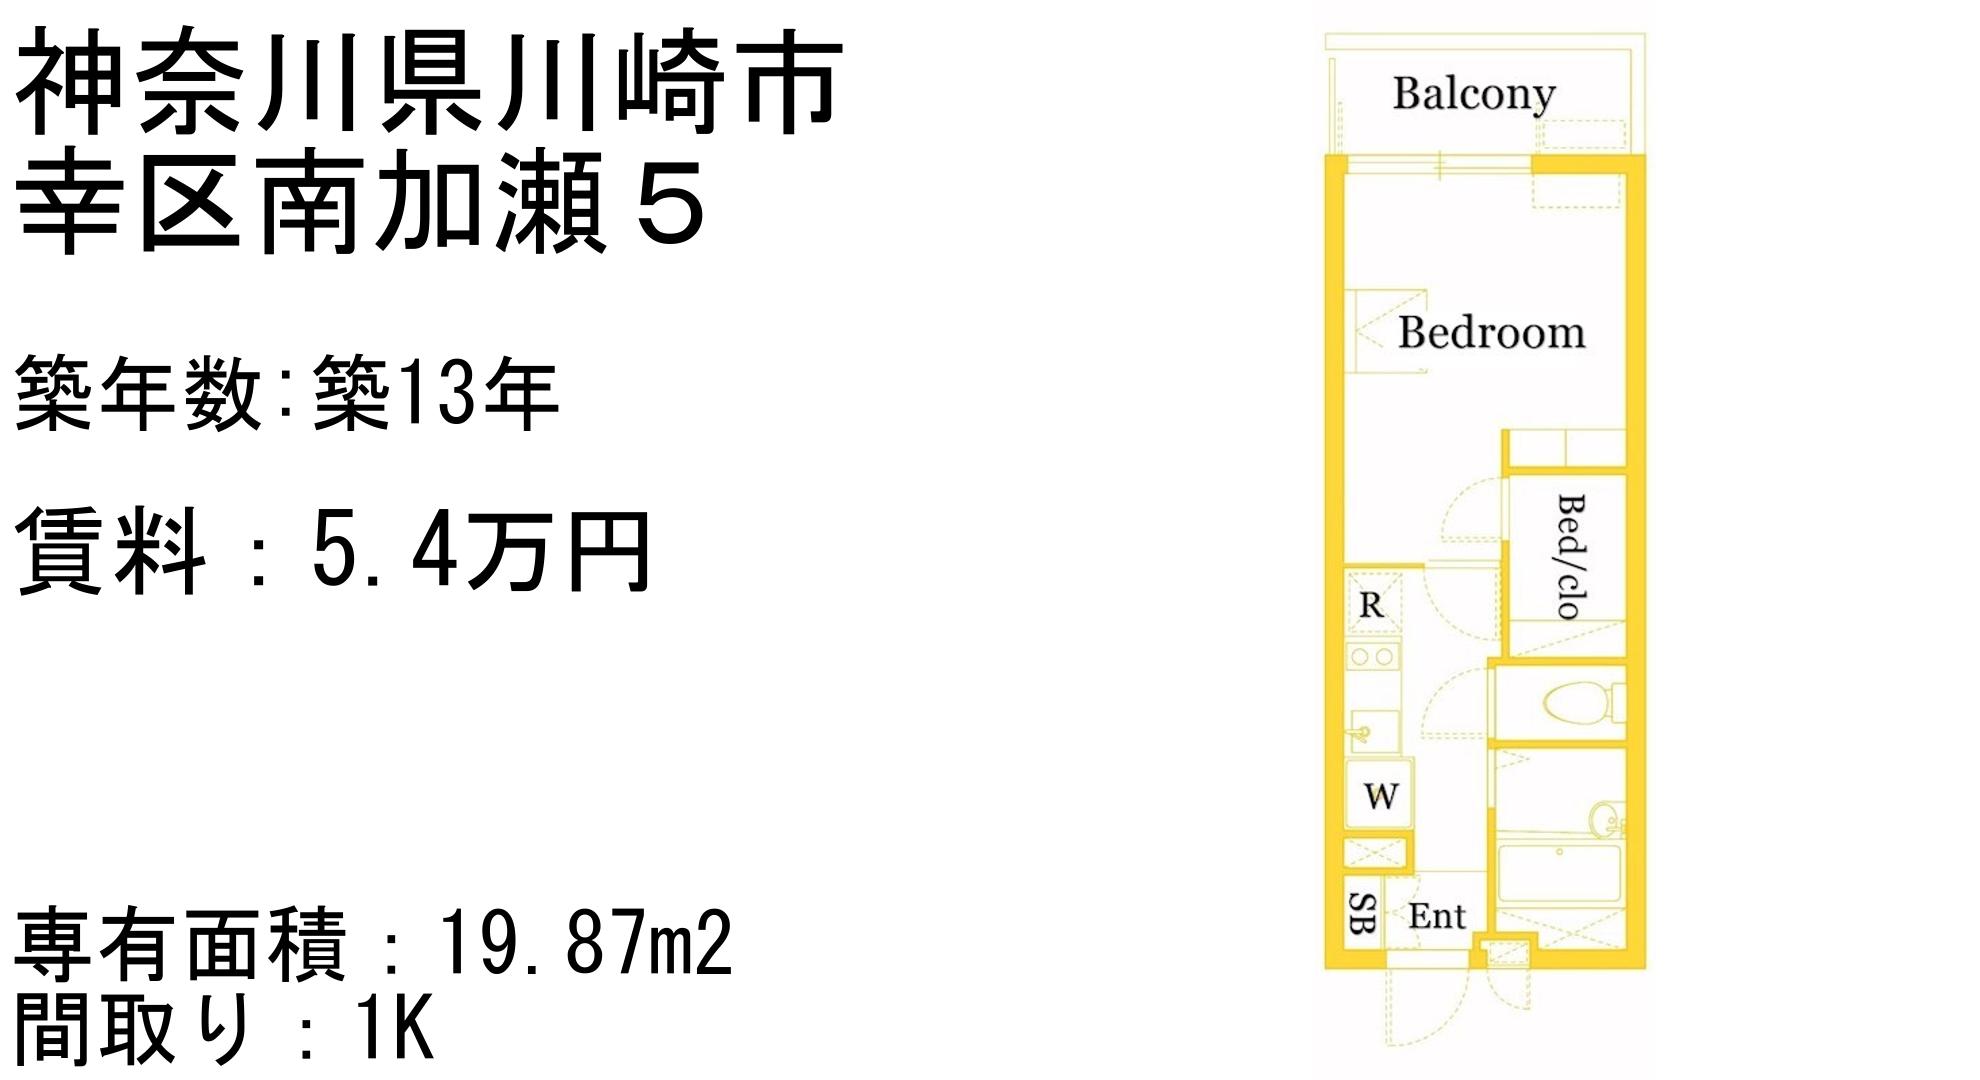 神奈川県川崎市
幸区南加瀬５
築年数:築13年
賃料：5.4万円
専有面積：19.87m2
間取り：1K
Balcony
Bedroom
Bed/clo
R
W
SB
Ent